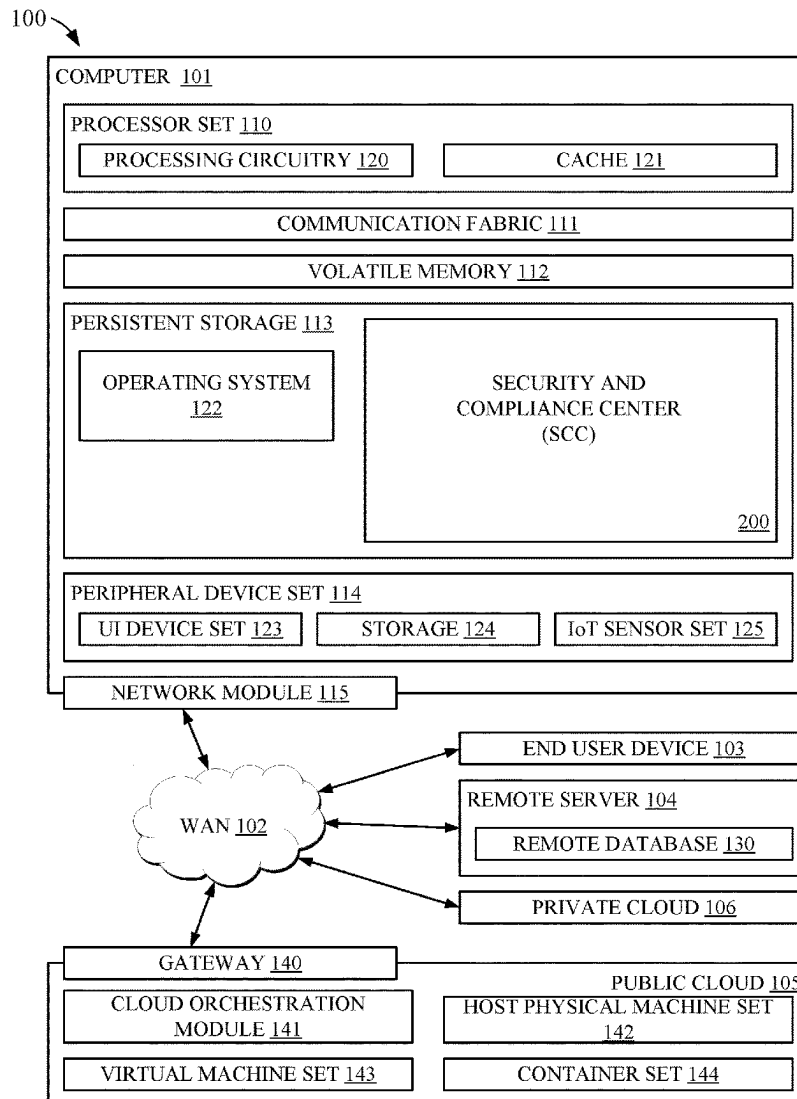 100
COMPUTER 101
PROCESSOR SET 110
PROCESSING CIRCUITRY 120
CACHE 121
COMMUNICATION FABRIC 111
VOLATILE MEMORY 112
PERSISTENT STORAGE 113
OPERATING SYSTEM
122
SECURITY AND
COMPLIANCE CENTER
(SCC)
200
PERIPHERAL DEVICE SET 114
UI DEVICE SET 123
STORAGE 124
IoT SENSOR SET 125
NETWORK MODULE 115
WAN 102
END USER DEVICE 103
REMOTE SERVER 104
REMOTE DATABASE 130
PRIVATE CLOUD 106
GATEWAY 140
PUBLIC CLOUD 105
CLOUD ORCHESTRATION
MODULE 141
HOST PHYSICAL MACHINE SET
142
VIRTUAL MACHINE SET 143
CONTAINER SET 144